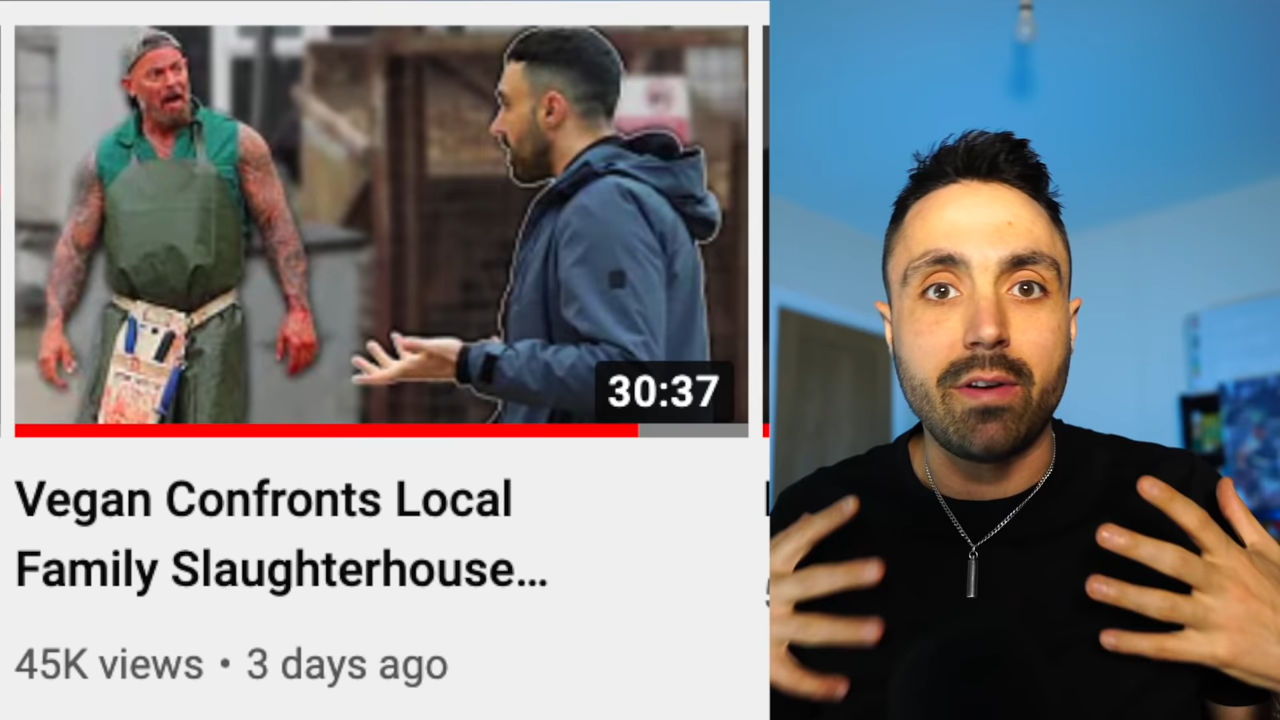 30:37
Vegan Confronts Local
Family Slaughterhouse...
45K views • 3 days ago